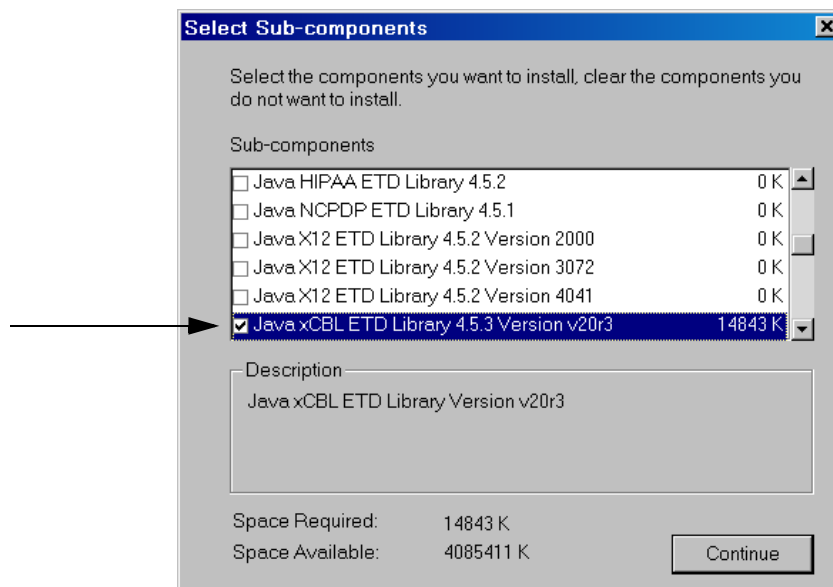 Select Sub-components
Select the components you want to install, clear the components you
do not want to install.
Sub-components
Java HIPAA ETD Library 4.5.2 0 K
Java NCPDP ETD Library 4.5.1 0 K
Java X12 ETD Library 4.5.2 Version 2000 0 K
Java X12 ETD Library 4.5.2 Version 3072 0 K
Java X12 ETD Library 4.5.2 Version 4041 0 K
Java xCBL ETD Library 4.5.3 Version v20r3 14843 K
Description
Java xCBL ETD Library Version v20r3
Space Required: 14843 K
Space Available: 4085411 K
Continue